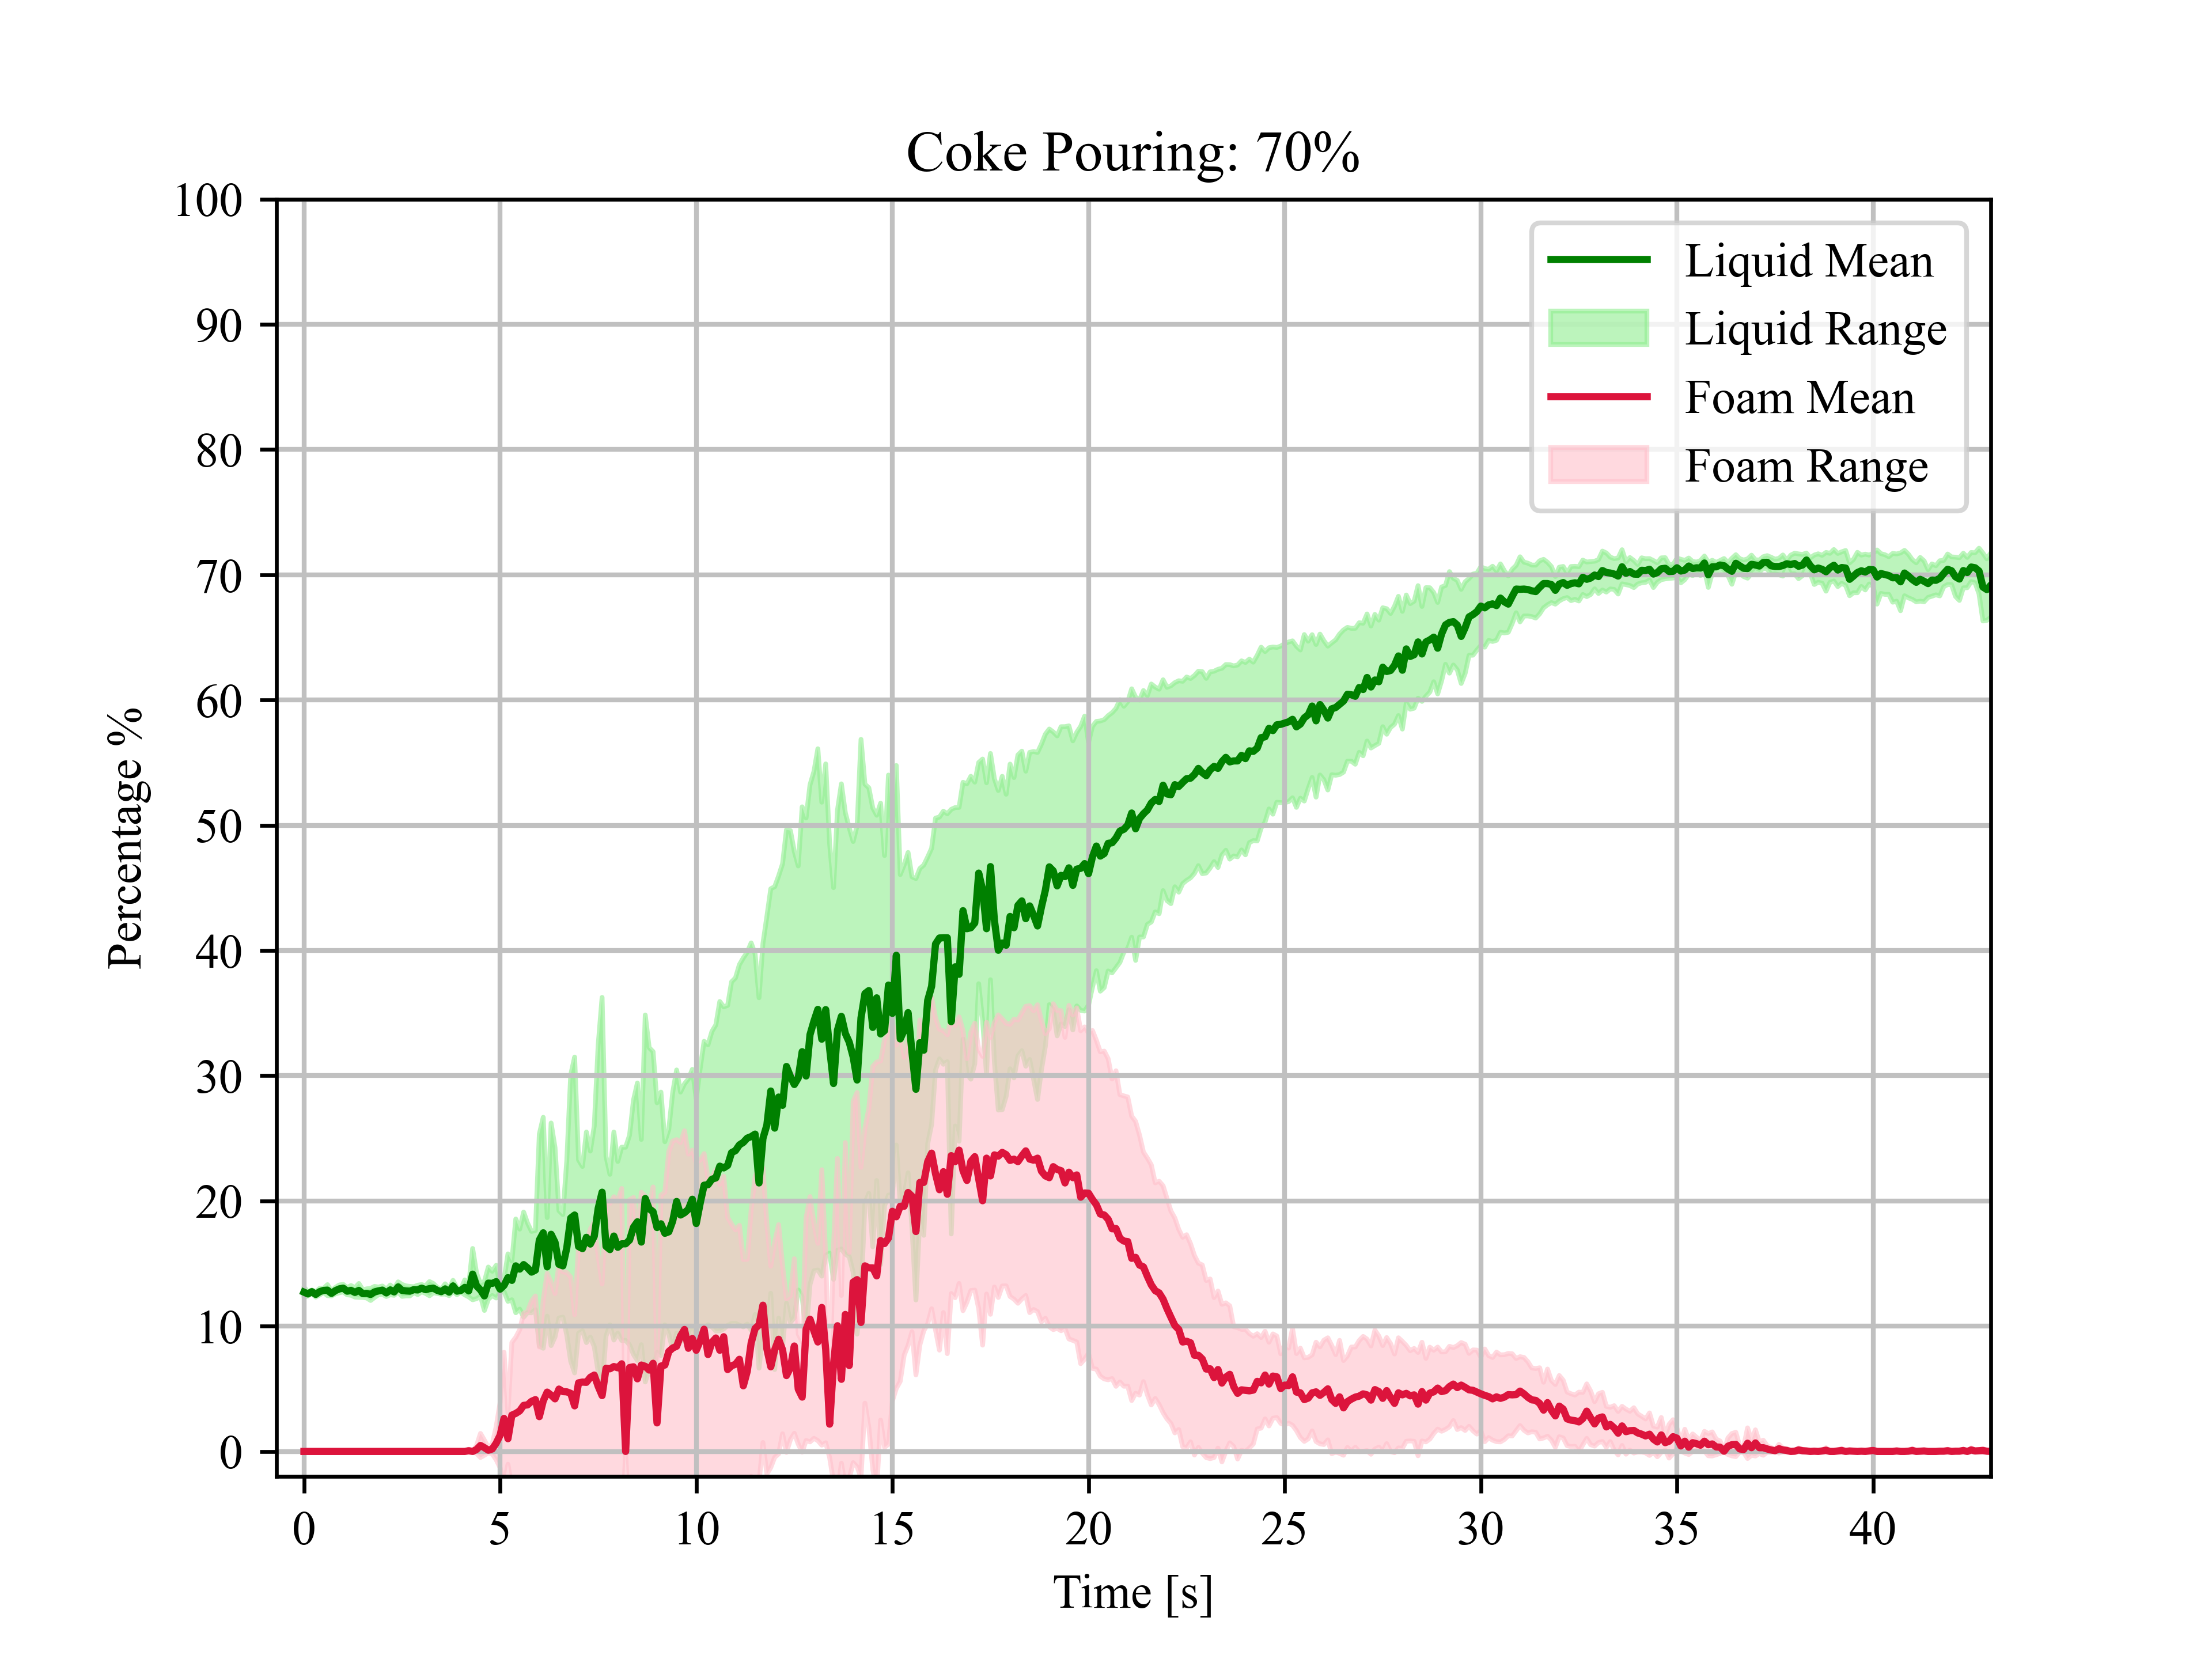 Coke Pouring: 70%
100
90
80
70
60
50
40
30
20
10
0
Percentage %
Liquid Mean
Liquid Range
Foam Mean
Foam Range
0 5 10 15 20 25 30 35 40
Time [s]